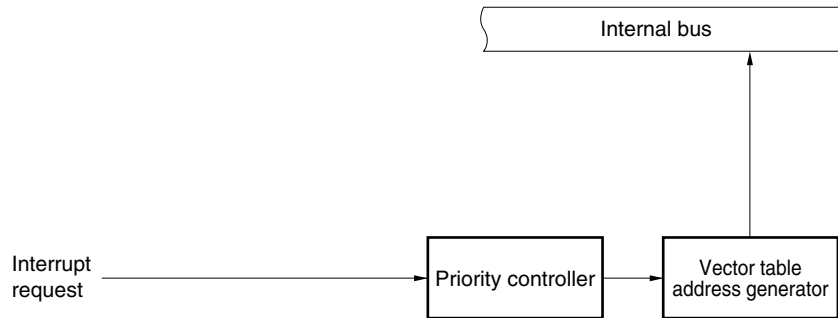 Internal bus
Interrupt
request
Priority controller
Vector table
address generator